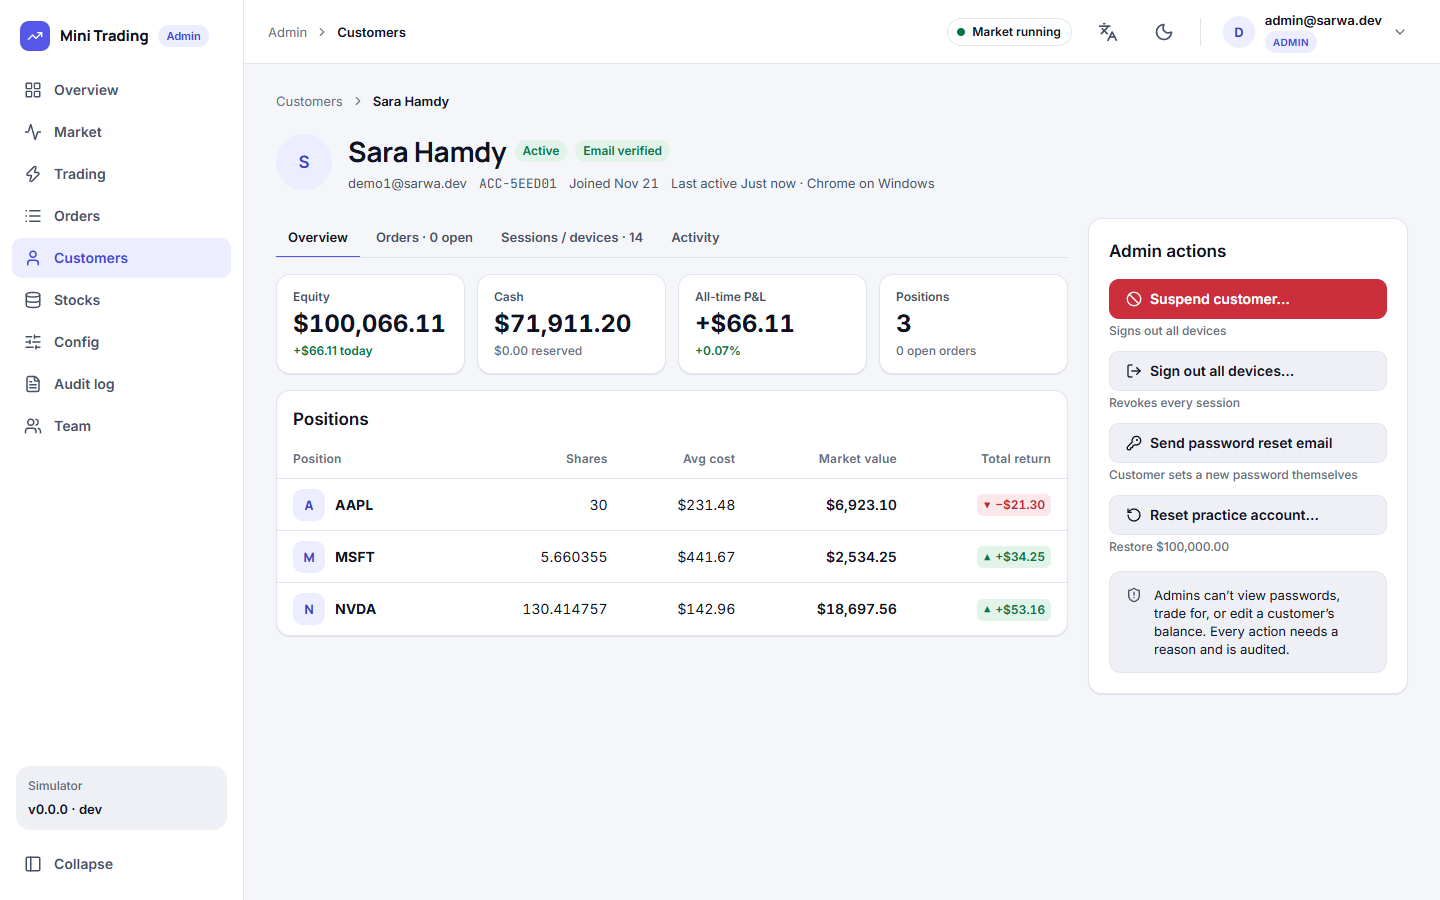 Mini Trading Admin
Overview
Market
Trading
Orders
Customers
Stocks
Config
Audit log
Team
Simulator
v0.0.0 · dev
Collapse
Admin > Customers
Market running
D
admin@sarwa.dev
ADMIN
Customers > Sara Hamdy
S
Sara Hamdy Active Email verified
demo1@sarwa.dev ACC-5EED01 Joined Nov 21 Last active Just now · Chrome on Windows
Overview Orders · 0 open Sessions / devices · 14 Activity
Equity
$100,066.11
+$66.11 today
Cash
$71,911.20
$0.00 reserved
All-time P&L
+$66.11
+0.07%
Positions
3
0 open orders
Positions
Position Shares Avg cost Market value Total return
A AAPL 30 $231.48 $6,923.10 ▼ −$21.30
M MSFT 5.660355 $441.67 $2,534.25 ▲ +$34.25
N NVDA 130.414757 $142.96 $18,697.56 ▲ +$53.16
Admin actions
Suspend customer...
Signs out all devices
Sign out all devices...
Revokes every session
Send password reset email
Customer sets a new password themselves
Reset practice account...
Restore $100,000.00
Admins can’t view passwords,
trade for, or edit a customer’s
balance. Every action needs a
reason and is audited.